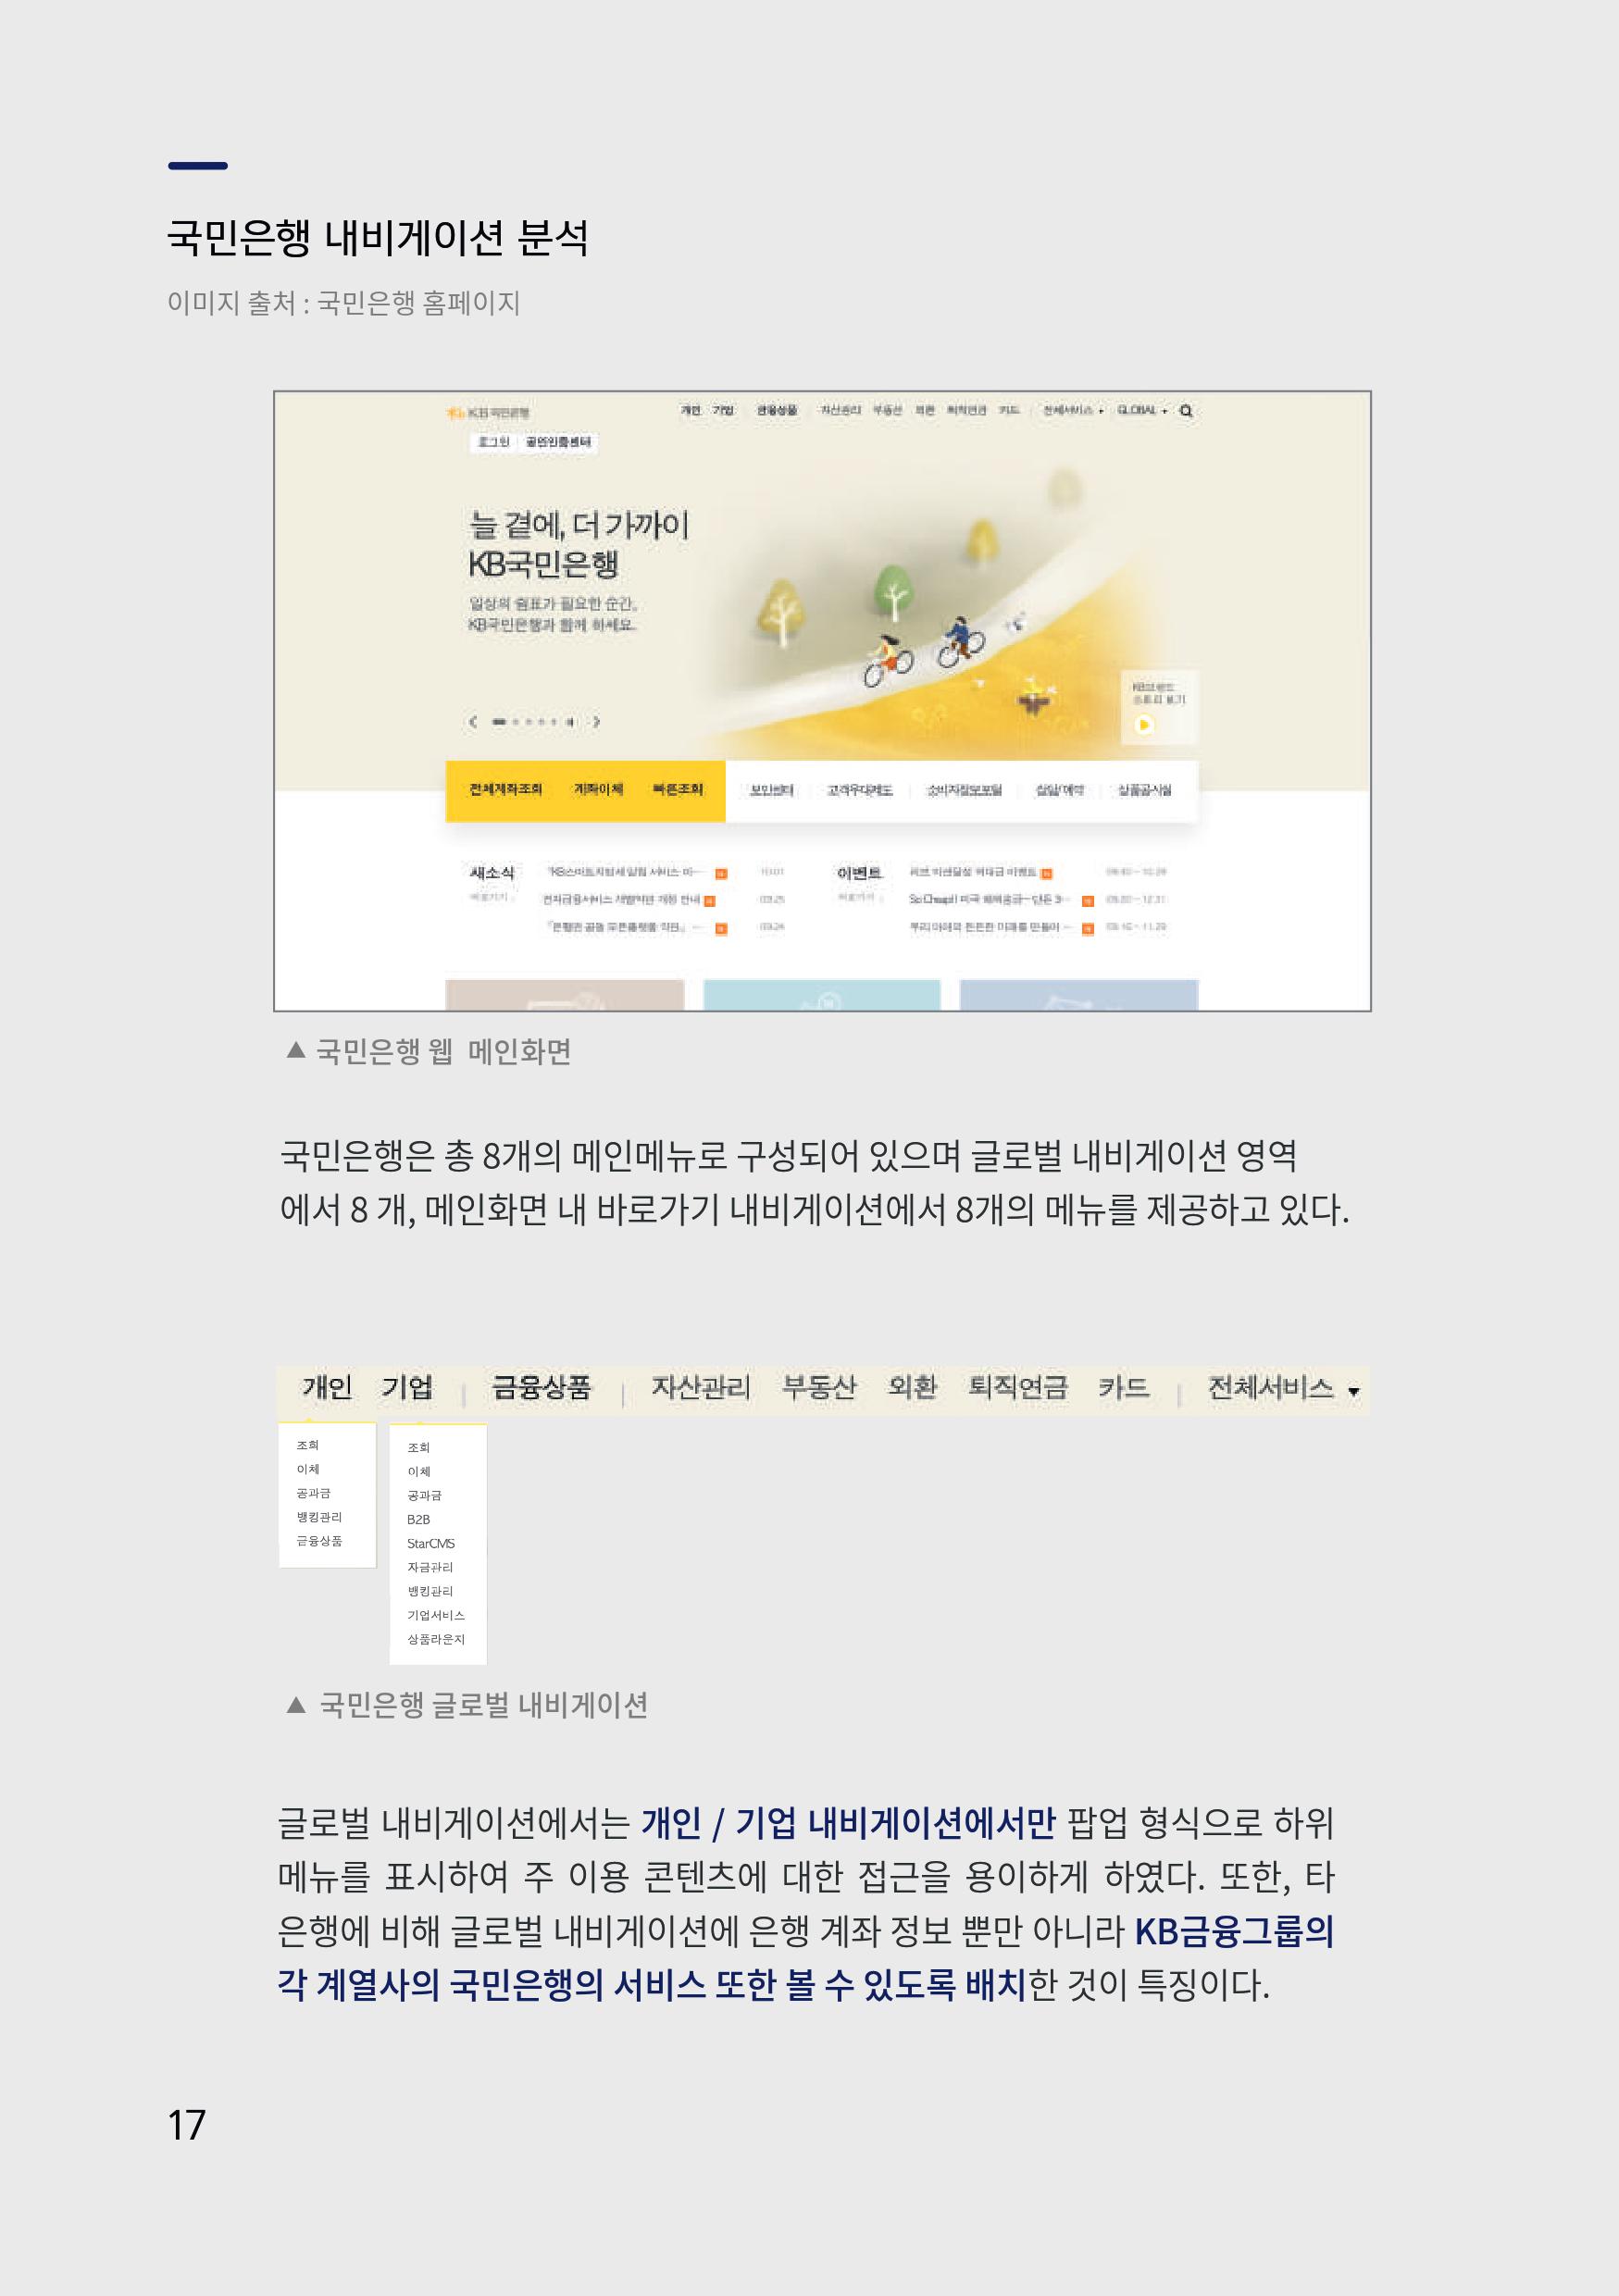 국민은행 내비게이션 분석
이미지 출처 : 국민은행 홈페이지
KB 국민은행
개인 기업 금융상품 자산관리 부동산 외환 퇴직연금 카드 전체서비스 GLOBAL
로그인 공인인증센터
늘 곁에, 더 가까이
KB국민은행
일상의 쉼표가 필요한 순간,
KB국민은행과 함께 하세요.
KB브랜드
스토리 보기
전체계좌조회 계좌이체 빠른조회 보안센터 고객우대제도 소비자정보포털 상담/예약 상품공시실
새소식 이벤트
▲ 국민은행 웹 메인화면
국민은행은 총 8개의 메인메뉴로 구성되어 있으며 글로벌 내비게이션 영역
에서 8 개, 메인화면 내 바로가기 내비게이션에서 8개의 메뉴를 제공하고 있다.
개인 기업 | 금융상품 | 자산관리 부동산 외환 퇴직연금 카드 | 전체서비스 ▼
조회
이체
공과금
뱅킹관리
금융상품
조회
이체
공과금
B2B
StarCMS
자금관리
뱅킹관리
기업서비스
상품라운지
▲ 국민은행 글로벌 내비게이션
글로벌 내비게이션에서는 개인 / 기업 내비게이션에서만 팝업 형식으로 하위
메뉴를 표시하여 주 이용 콘텐츠에 대한 접근을 용이하게 하였다. 또한, 타
은행에 비해 글로벌 내비게이션에 은행 계좌 정보 뿐만 아니라 KB금융그룹의
각 계열사의 국민은행의 서비스 또한 볼 수 있도록 배치한 것이 특징이다.
17